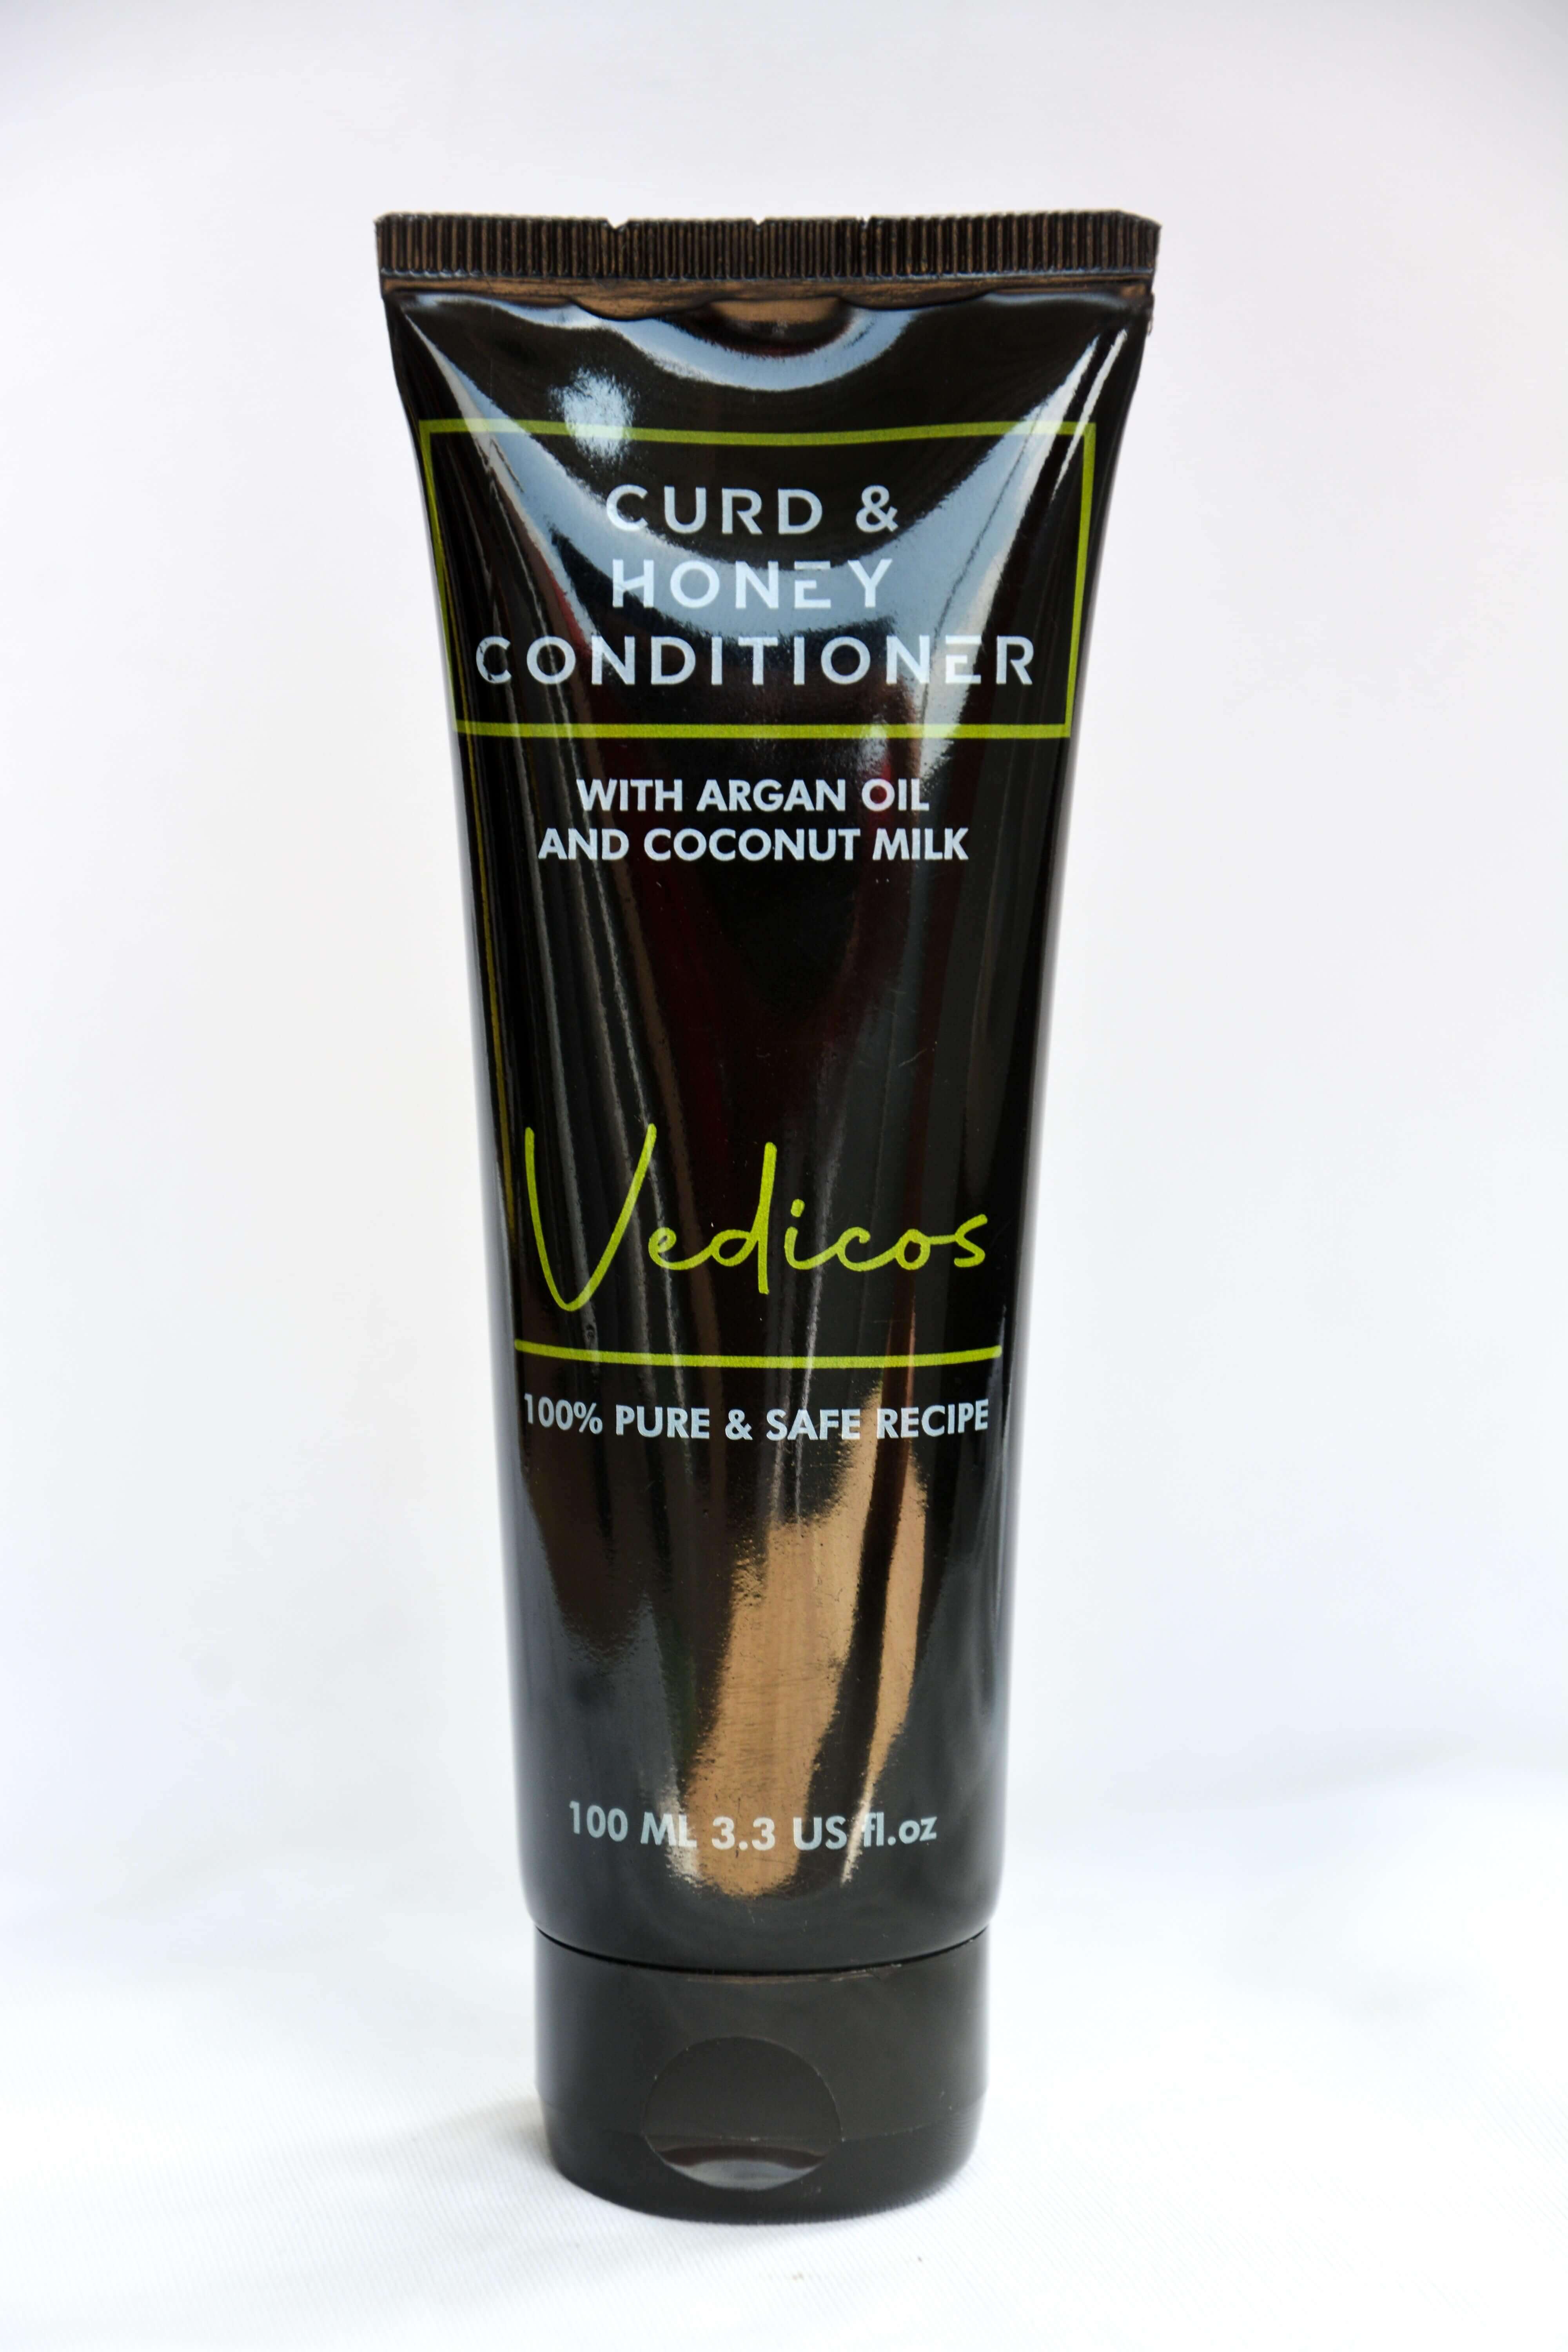 CURD &
HONEY
CONDITIONER
WITH ARGAN OIL
AND COCONUT MILK
Vedicos
100% PURE & SAFE RECIPE
100 ML 3.3 US fl.oz